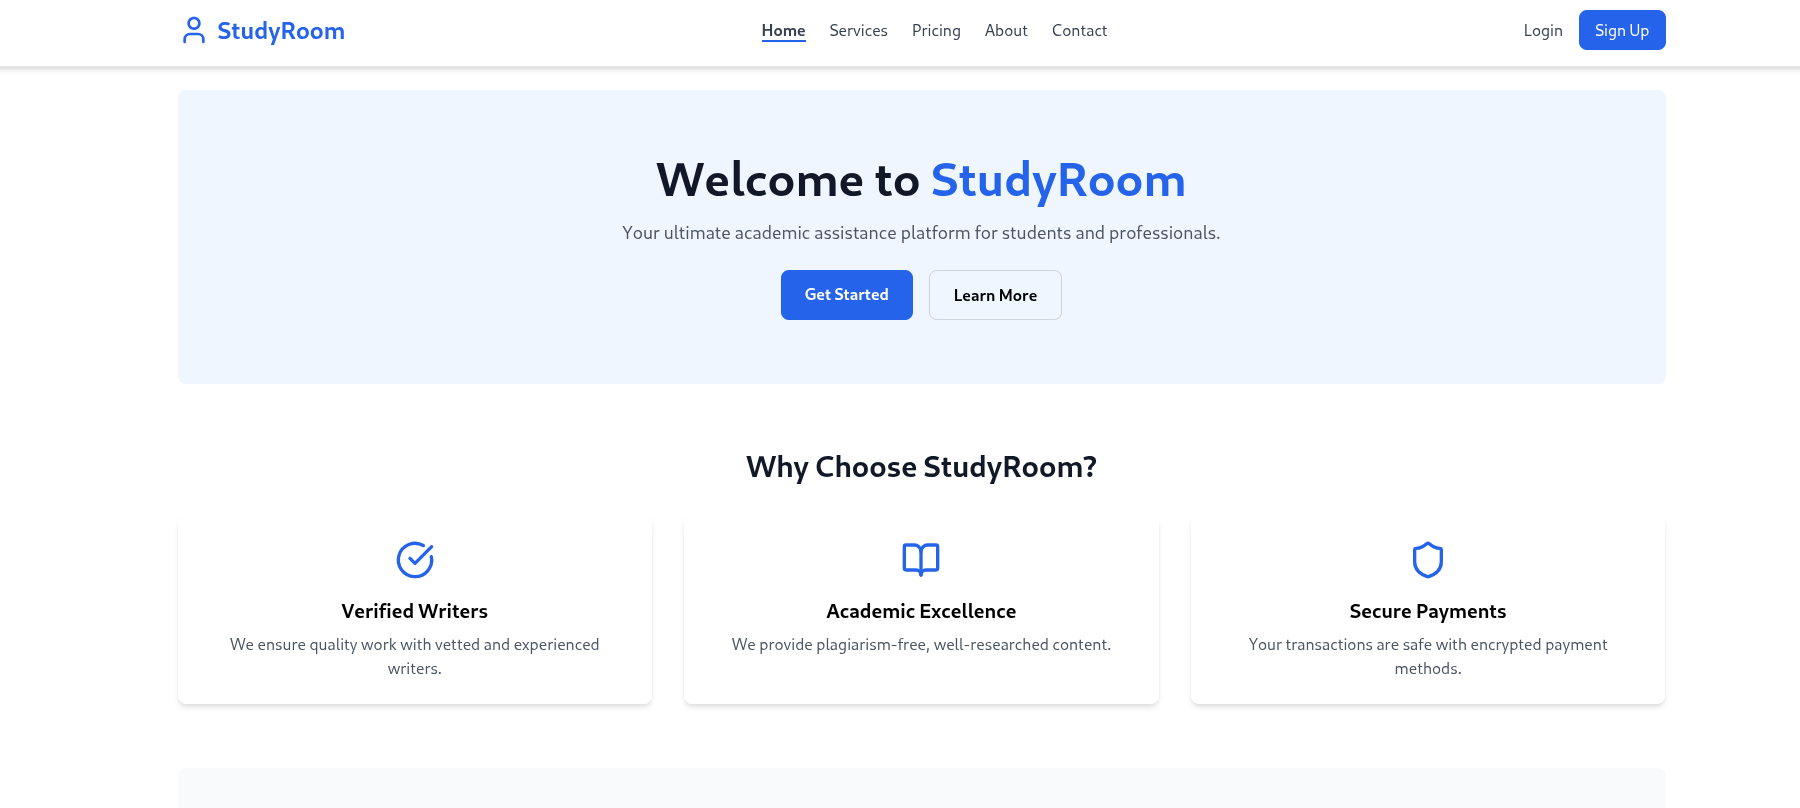 StudyRoom
Home Services Pricing About Contact
Login Sign Up
Welcome to StudyRoom
Your ultimate academic assistance platform for students and professionals.
Get Started Learn More
Why Choose StudyRoom?
Verified Writers
We ensure quality work with vetted and experienced
writers.
Academic Excellence
We provide plagiarism-free, well-researched content.
Secure Payments
Your transactions are safe with encrypted payment
methods.